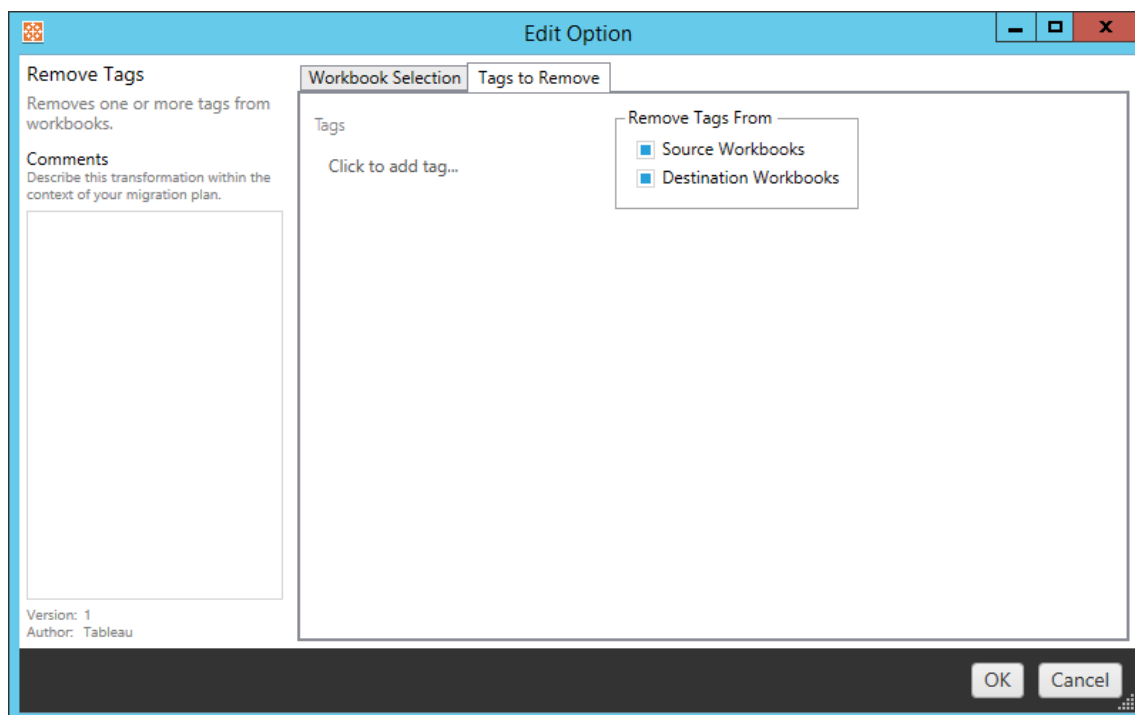 Edit Option
Remove Tags
Removes one or more tags from
workbooks.
Comments
Describe this transformation within the
context of your migration plan.
Version: 1
Author: Tableau
Workbook Selection
Tags to Remove
Tags
Click to add tag...
Remove Tags From
Source Workbooks
Destination Workbooks
OK
Cancel